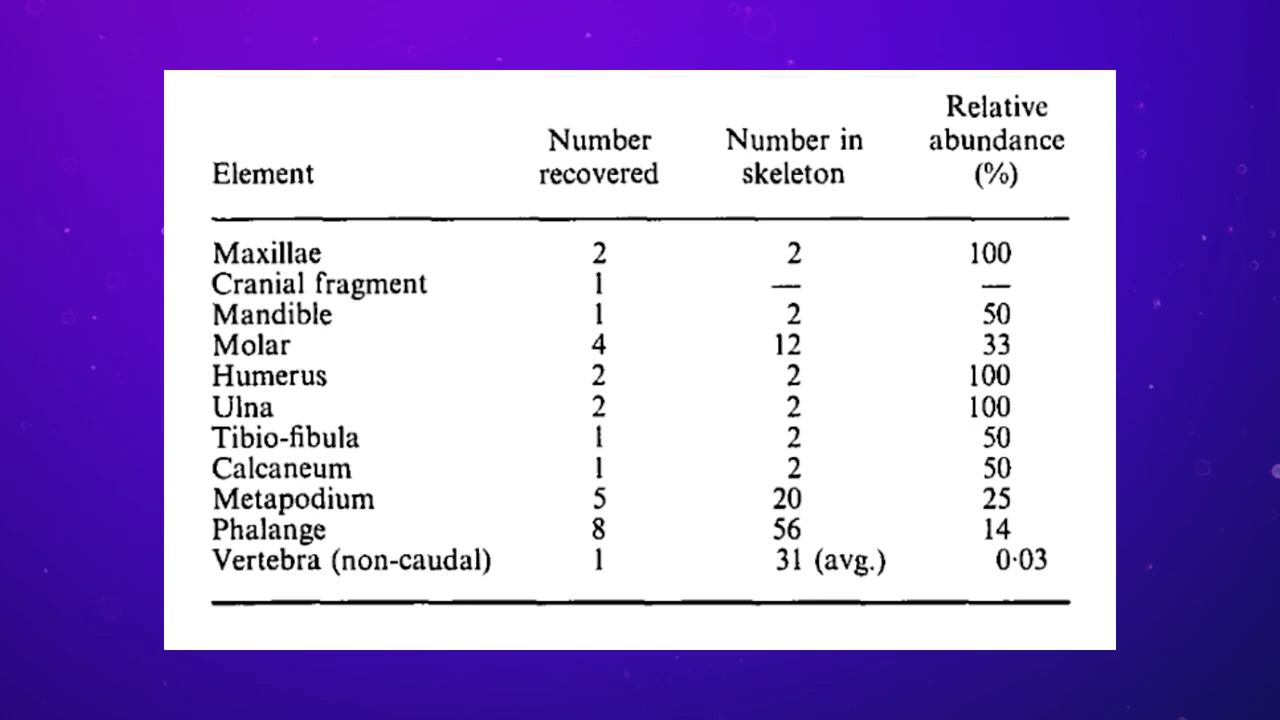 Element Number recovered Number in skeleton Relative abundance (%)
Maxillae 2 2 100
Cranial fragment 1 — —
Mandible 1 2 50
Molar 4 12 33
Humerus 2 2 100
Ulna 2 2 100
Tibio-fibula 1 2 50
Calcaneum 1 2 50
Metapodium 5 20 25
Phalange 8 56 14
Vertebra (non-caudal) 1 31 (avg.) 0·03